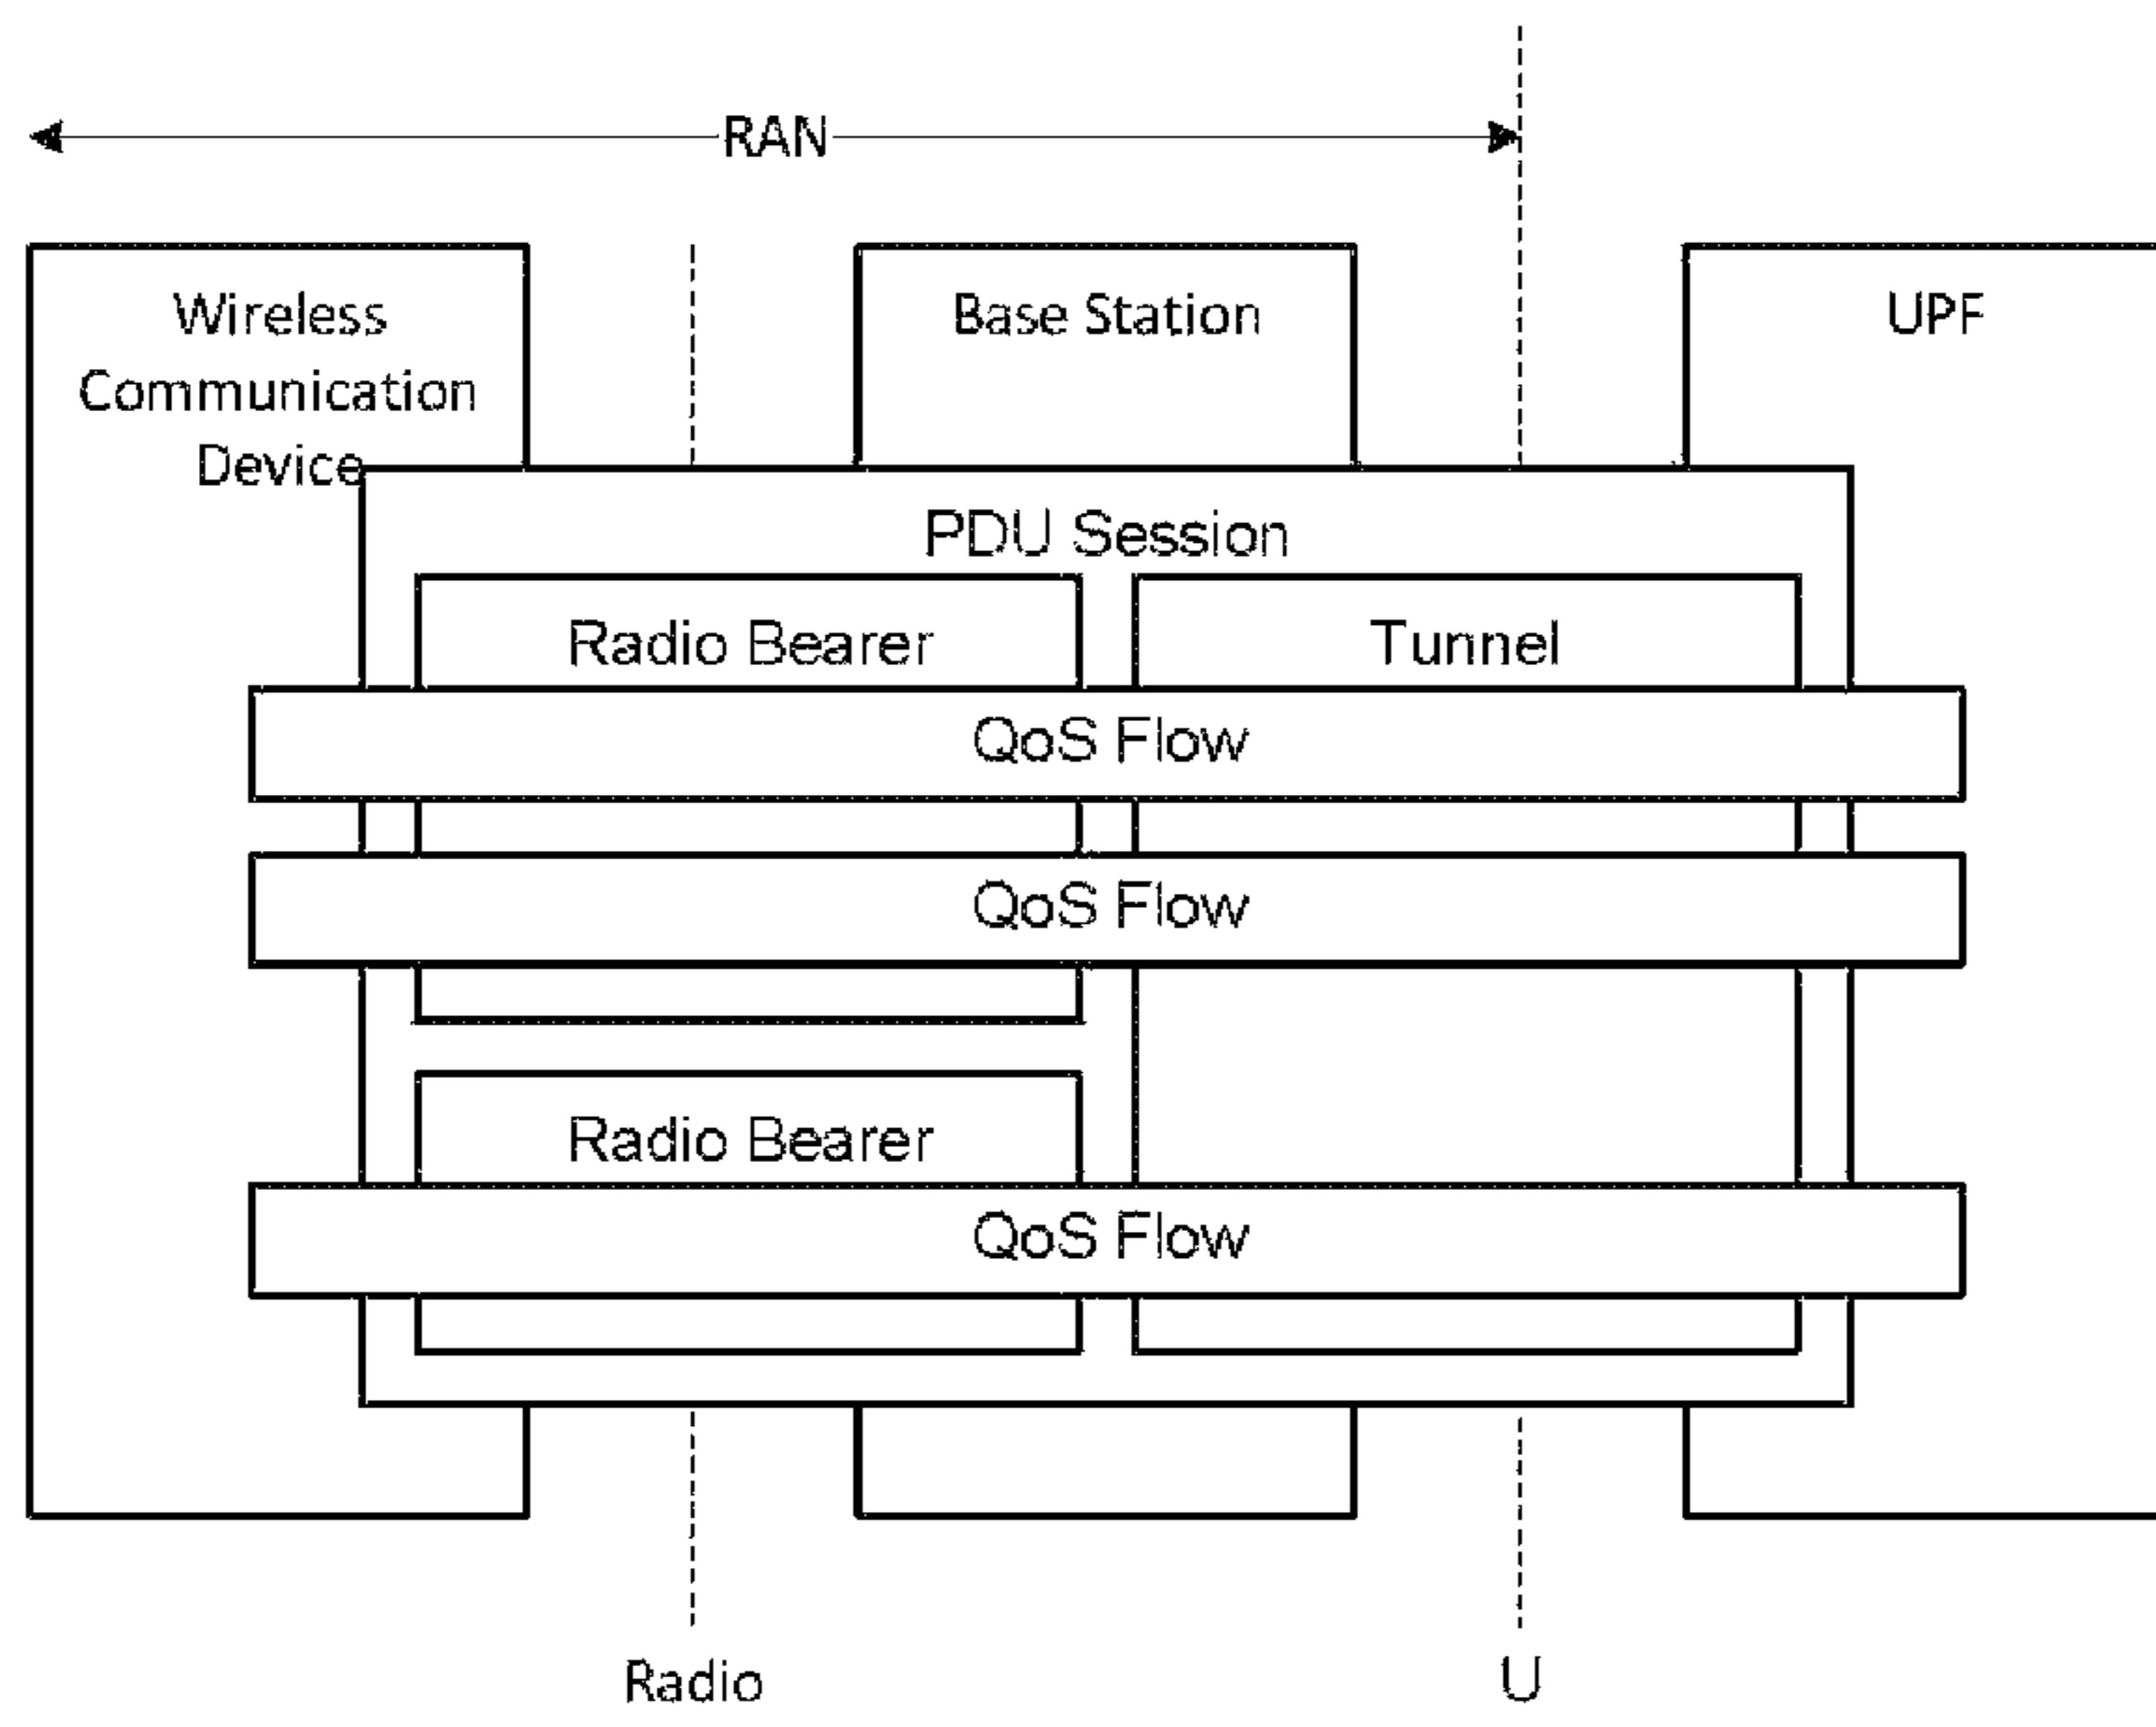 RAN
Wireless
Communication
Device
Base Station
UPF
PDU Session
Radio Bearer
Tunnel
QoS Flow
QoS Flow
Radio Bearer
QoS Flow
Radio
U